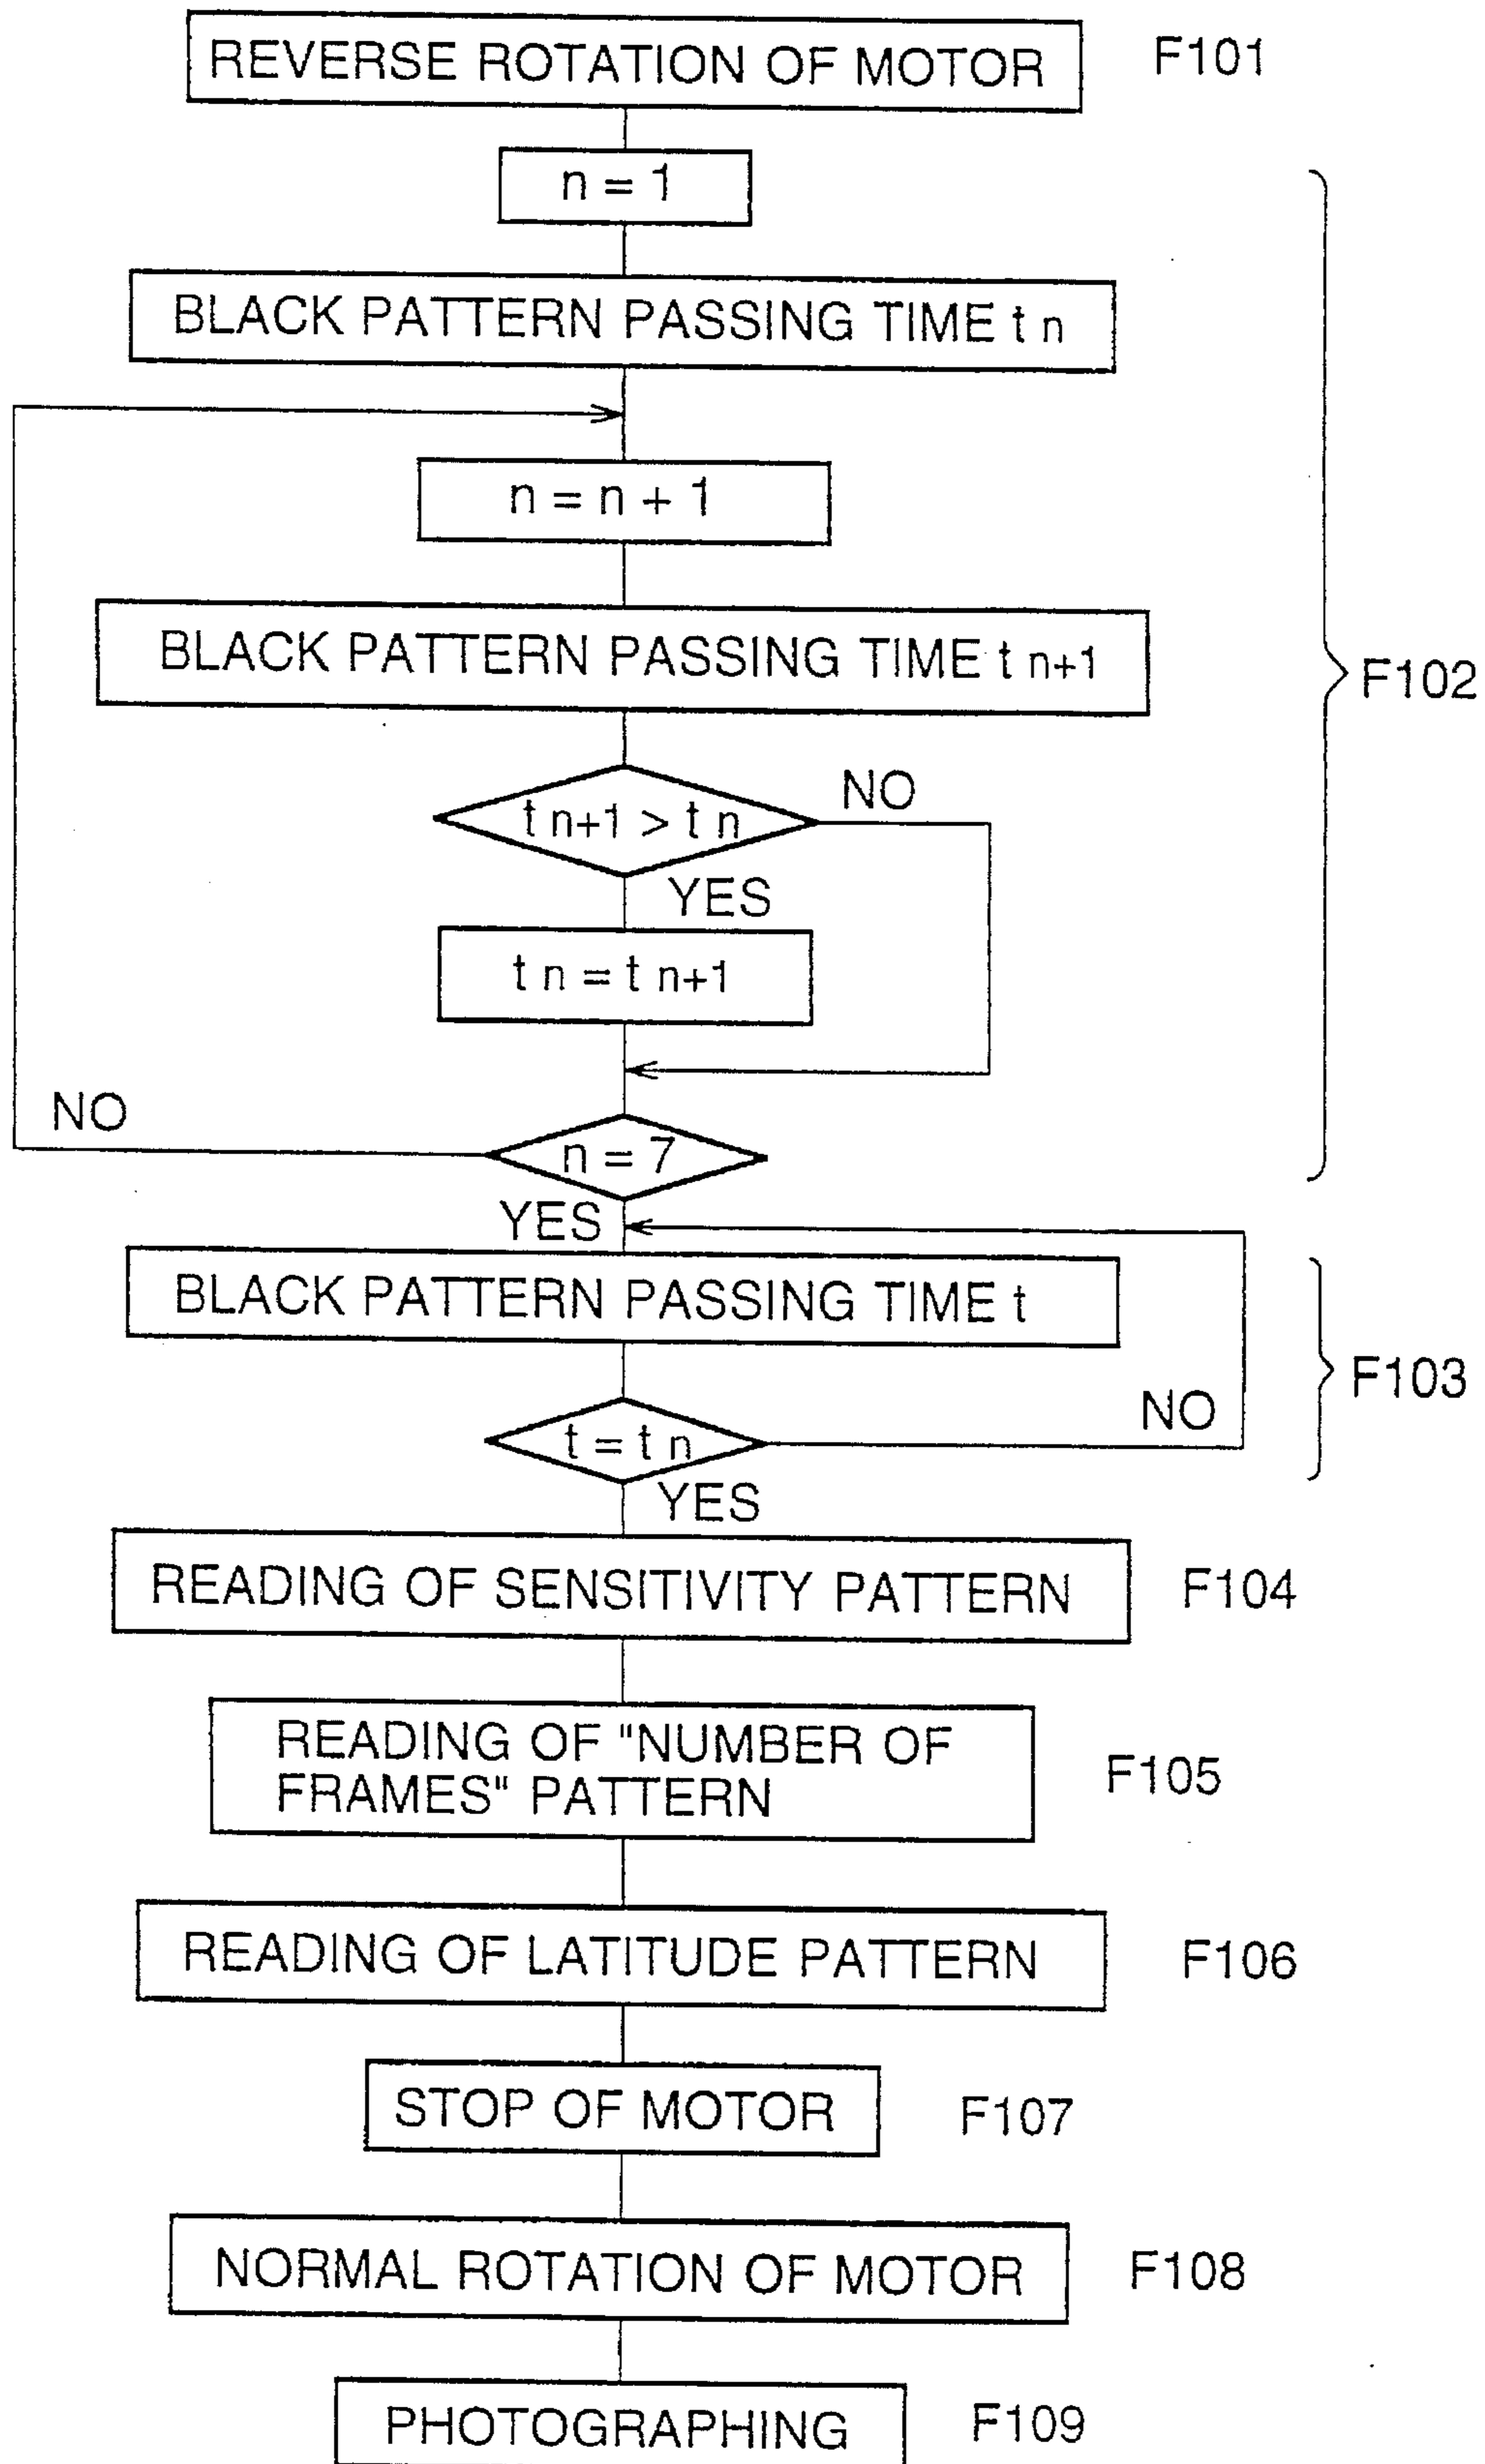 REVERSE ROTATION OF MOTOR F101
n = 1
BLACK PATTERN PASSING TIME t n
n = n + 1
BLACK PATTERN PASSING TIME t n+1
F102
t n+1 > t n
NO
YES
t n = t n+1
NO
n = 7
YES
BLACK PATTERN PASSING TIME t
F103
t = t n
NO
YES
READING OF SENSITIVITY PATTERN F104
READING OF "NUMBER OF
FRAMES" PATTERN
F105
READING OF LATITUDE PATTERN F106
STOP OF MOTOR F107
NORMAL ROTATION OF MOTOR F108
PHOTOGRAPHING F109